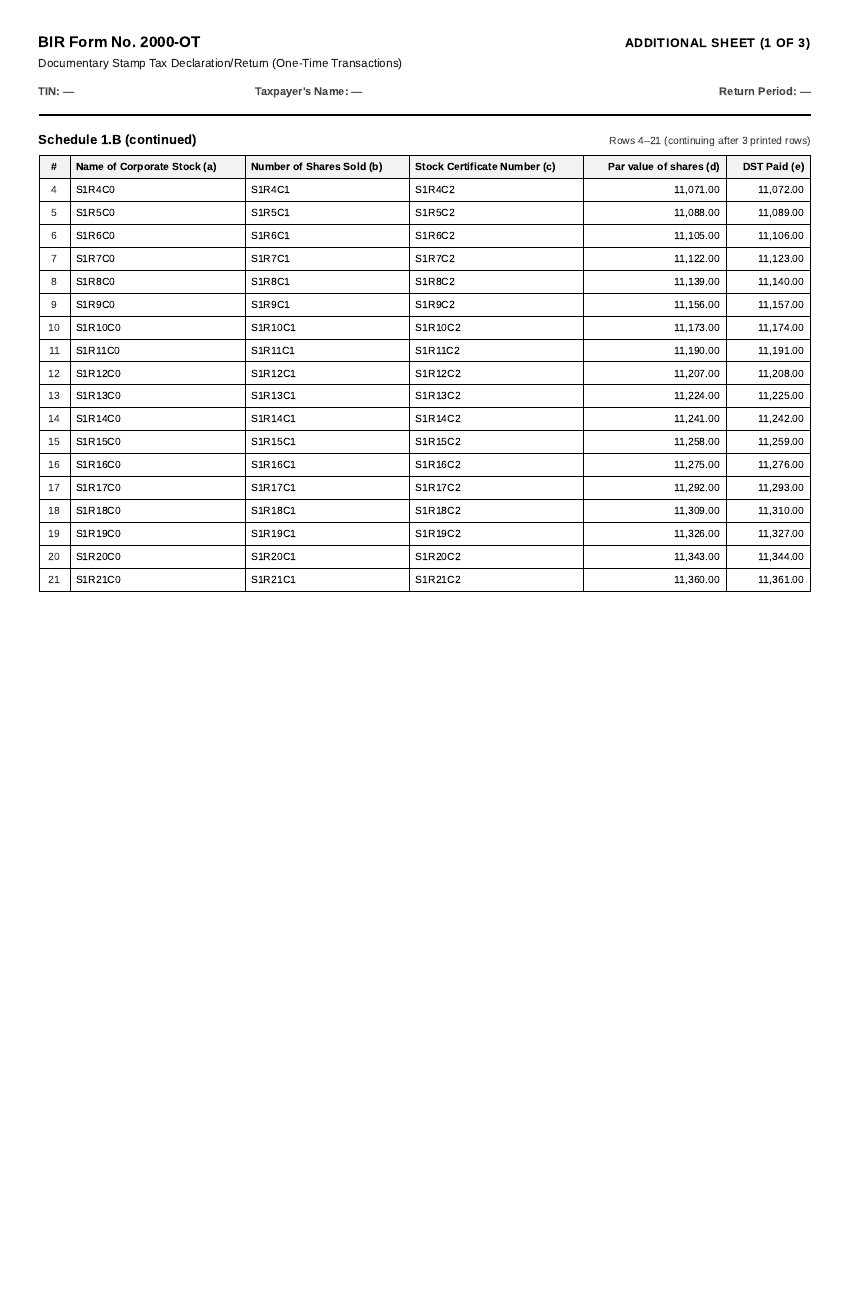 BIR Form No. 2000-OT
ADDITIONAL SHEET (1 OF 3)
Documentary Stamp Tax Declaration/Return (One-Time Transactions)
TIN: — Taxpayer's Name: — Return Period: —
Schedule 1.B (continued)
Rows 4–21 (continuing after 3 printed rows)
# Name of Corporate Stock (a) Number of Shares Sold (b) Stock Certificate Number (c) Par value of shares (d) DST Paid (e)
4 S1R4C0 S1R4C1 S1R4C2 11,071.00 11,072.00
5 S1R5C0 S1R5C1 S1R5C2 11,088.00 11,089.00
6 S1R6C0 S1R6C1 S1R6C2 11,105.00 11,106.00
7 S1R7C0 S1R7C1 S1R7C2 11,122.00 11,123.00
8 S1R8C0 S1R8C1 S1R8C2 11,139.00 11,140.00
9 S1R9C0 S1R9C1 S1R9C2 11,156.00 11,157.00
10 S1R10C0 S1R10C1 S1R10C2 11,173.00 11,174.00
11 S1R11C0 S1R11C1 S1R11C2 11,190.00 11,191.00
12 S1R12C0 S1R12C1 S1R12C2 11,207.00 11,208.00
13 S1R13C0 S1R13C1 S1R13C2 11,224.00 11,225.00
14 S1R14C0 S1R14C1 S1R14C2 11,241.00 11,242.00
15 S1R15C0 S1R15C1 S1R15C2 11,258.00 11,259.00
16 S1R16C0 S1R16C1 S1R16C2 11,275.00 11,276.00
17 S1R17C0 S1R17C1 S1R17C2 11,292.00 11,293.00
18 S1R18C0 S1R18C1 S1R18C2 11,309.00 11,310.00
19 S1R19C0 S1R19C1 S1R19C2 11,326.00 11,327.00
20 S1R20C0 S1R20C1 S1R20C2 11,343.00 11,344.00
21 S1R21C0 S1R21C1 S1R21C2 11,360.00 11,361.00